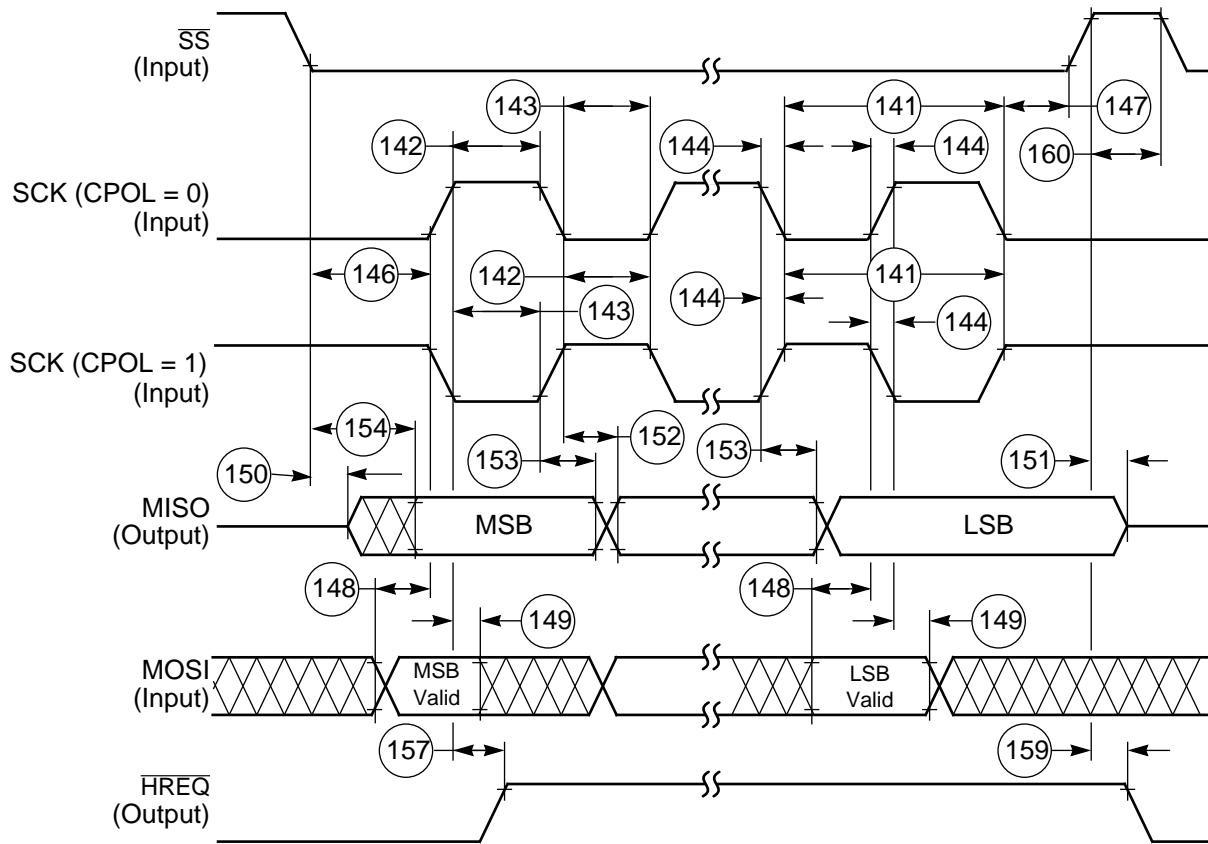 SS
(Input)
143
141
147
142
144
144
160
SCK (CPOL = 0)
(Input)
146
142
141
144
143
144
SCK (CPOL = 1)
(Input)
154
152
153
153
150
151
MISO
(Output)
MSB
LSB
148
148
149
149
MOSI
(Input)
MSB
Valid
LSB
Valid
157
159
HREQ
(Output)